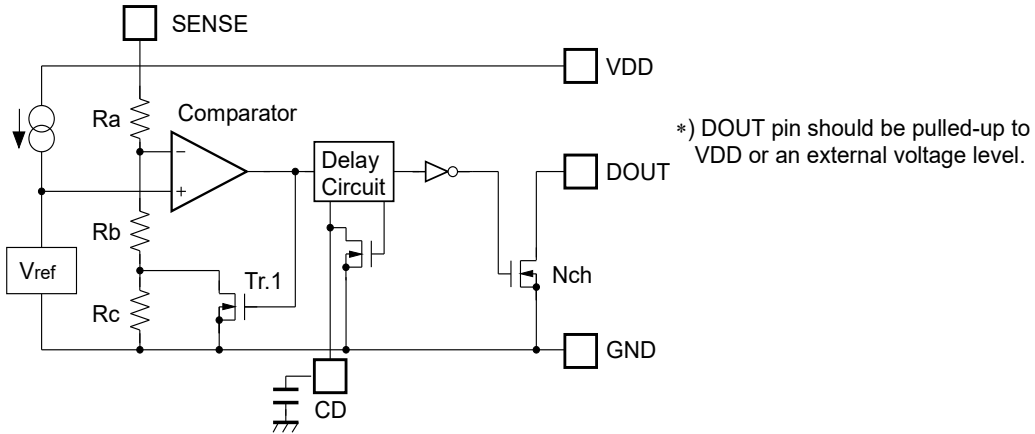 SENSE
VDD
Ra
Comparator
−
+
Delay
Circuit
DOUT
∗) DOUT pin should be pulled-up to
VDD or an external voltage level.
Rb
Vref
Tr.1
Nch
Rc
GND
CD